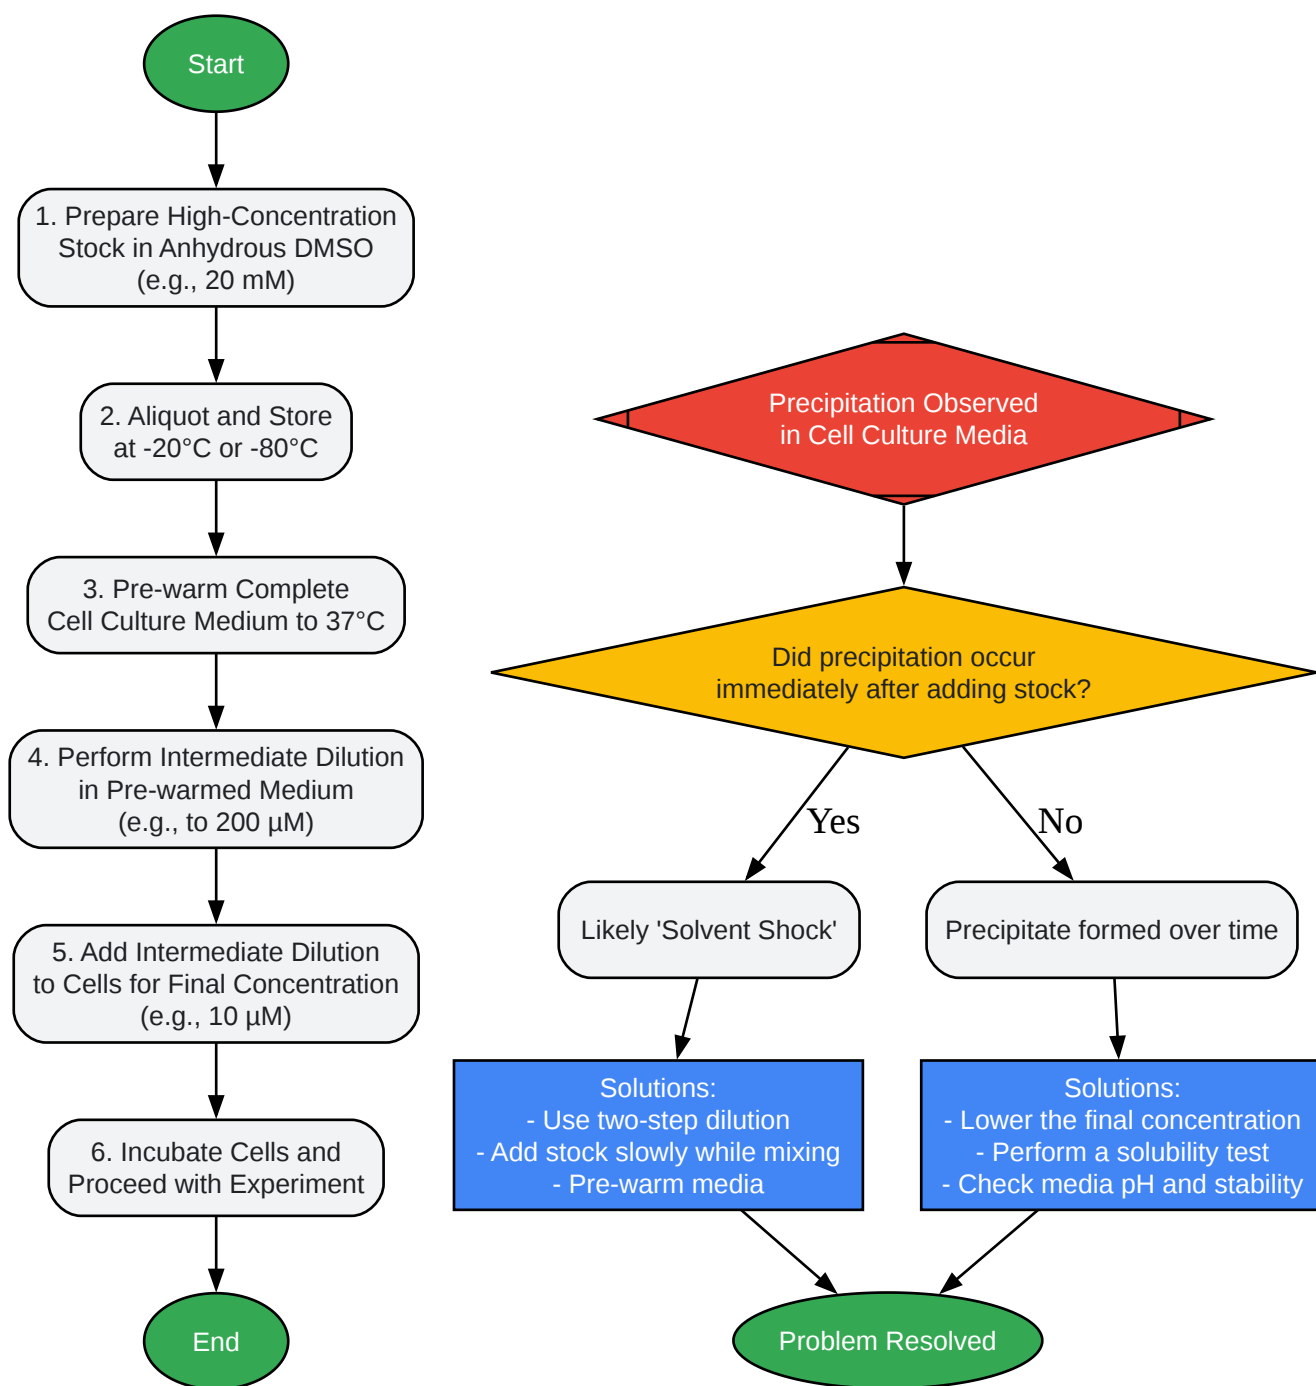 Start
1. Prepare High-Concentration
Stock in Anhydrous DMSO
(e.g., 20 mM)
2. Aliquot and Store
at -20°C or -80°C
3. Pre-warm Complete
Cell Culture Medium to 37°C
4. Perform Intermediate Dilution
in Pre-warmed Medium
(e.g., to 200 µM)
5. Add Intermediate Dilution
to Cells for Final Concentration
(e.g., 10 µM)
6. Incubate Cells and
Proceed with Experiment
End
Precipitation Observed
in Cell Culture Media
Did precipitation occur
immediately after adding stock?
Yes
No
Likely 'Solvent Shock'
Precipitate formed over time
Solutions:
- Use two-step dilution
- Add stock slowly while mixing
- Pre-warm media
Solutions:
- Lower the final concentration
- Perform a solubility test
- Check media pH and stability
Problem Resolved